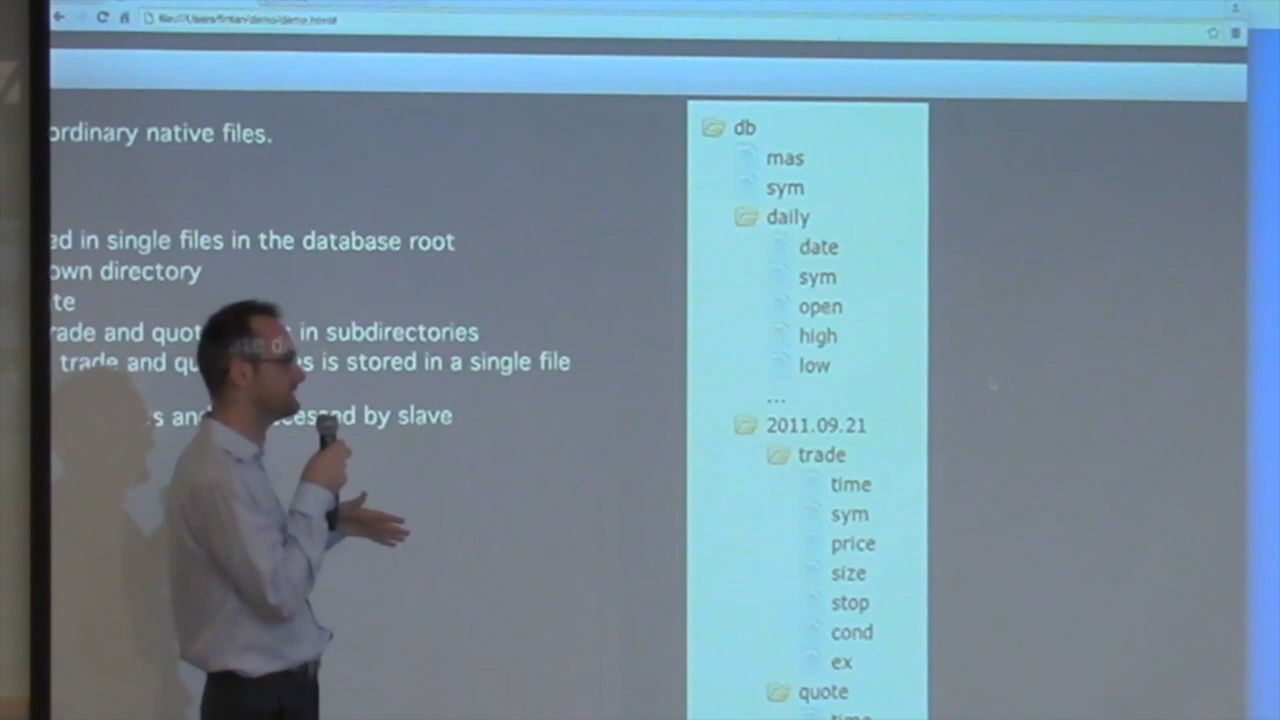 ordinary native files.
ed in single files in the database root
own directory
te
rade and quot in subdirectories
trade and qu s is stored in a single file
s and cessed by slave
db
mas
sym
daily
date
sym
open
high
low
...
2011.09.21
trade
time
sym
price
size
stop
cond
ex
quote
time